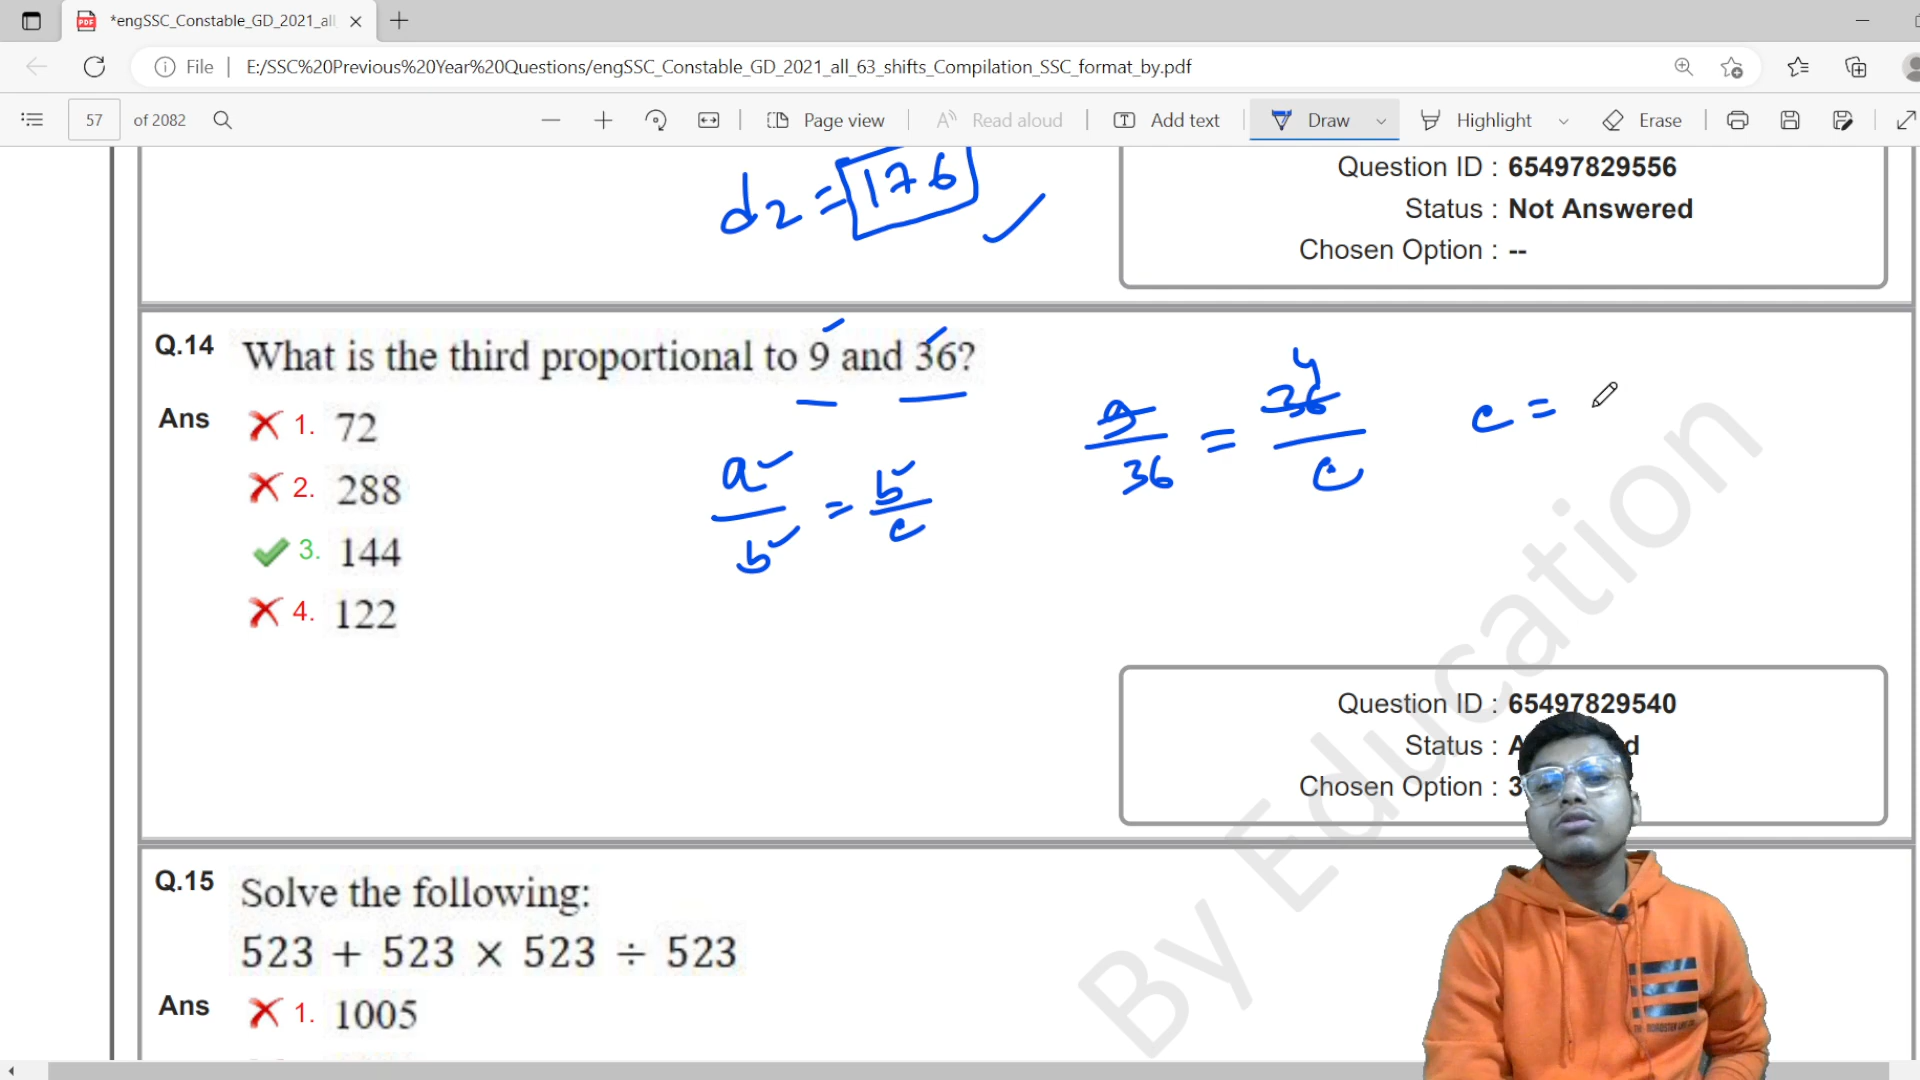 *engSSC_Constable_GD_2021_all
File | E:/SSC%20Previous%20Year%20Questions/engSSC_Constable_GD_2021_all_63_shifts_Compilation_SSC_format_by.pdf
57 of 2082 Page view Read aloud Add text Draw Highlight Erase
d2 = 176
Question ID : 65497829556
Status : Not Answered
Chosen Option : --
Q.14 What is the third proportional to 9 and 36?
Ans 1. 72
2. 288
3. 144
4. 122
a/b = b/c
9/36 = 36/c
4
c =
Question ID : 65497829540
Status :
Chosen Option : 3
Q.15 Solve the following:
523 + 523 × 523 ÷ 523
Ans 1. 1005
By Education